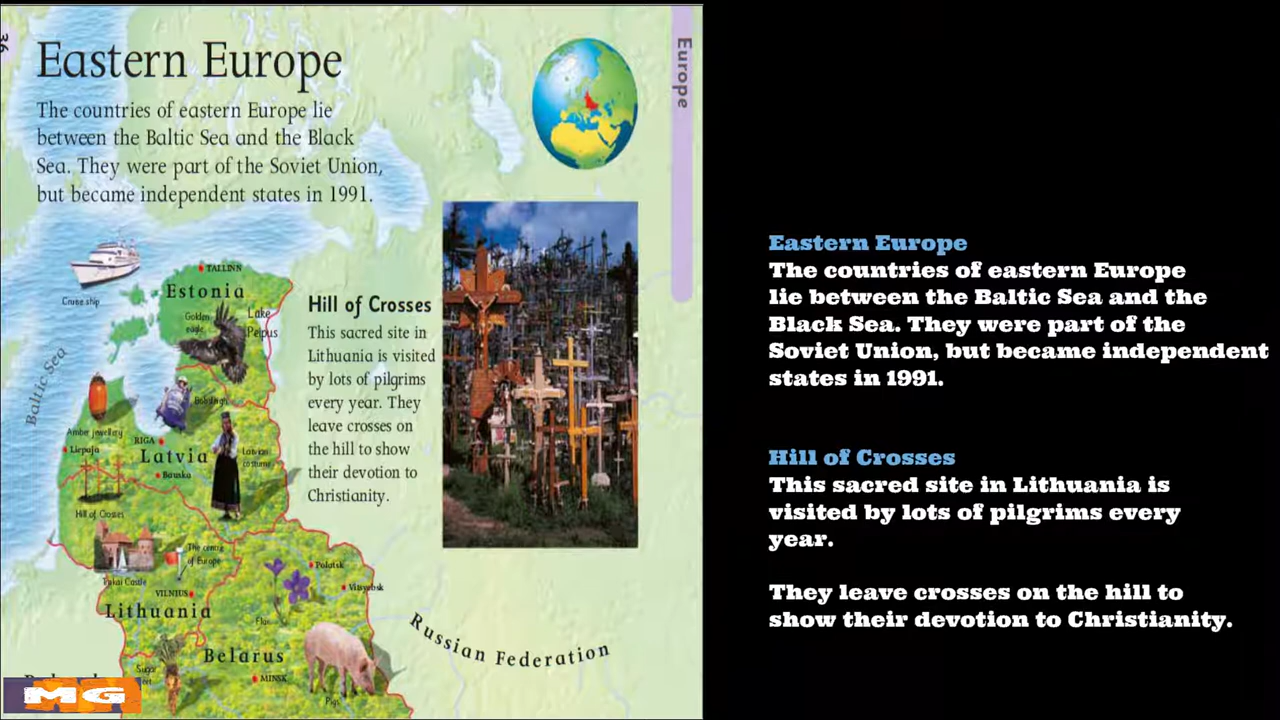 36
Eastern Europe
The countries of eastern Europe lie
between the Baltic Sea and the Black
Sea. They were part of the Soviet Union,
but became independent states in 1991.
Europe
TALLINN
Estonia
Cruise ship
Golden
eagle
Lake
Peipus
Hill of Crosses
This sacred site in
Lithuania is visited
by lots of pilgrims
every year. They
leave crosses on
the hill to show
their devotion to
Christianity.
Baltic Sea
Bobsleigh
Amber jewellery
RIGA
Liepaja
Latvia
Latvian
costume
Bauska
Hill of Crosses
The centre
of Europe
Polatsk
Trakai Castle
VILNIUS
Vitsyebsk
Lithuania
Flax
Russian Federation
Belarus
Sugar
MINSK
Pigs
MG
Eastern Europe
The countries of eastern Europe
lie between the Baltic Sea and the
Black Sea. They were part of the
Soviet Union, but became independent
states in 1991.
Hill of Crosses
This sacred site in Lithuania is
visited by lots of pilgrims every
year.
They leave crosses on the hill to
show their devotion to Christianity.